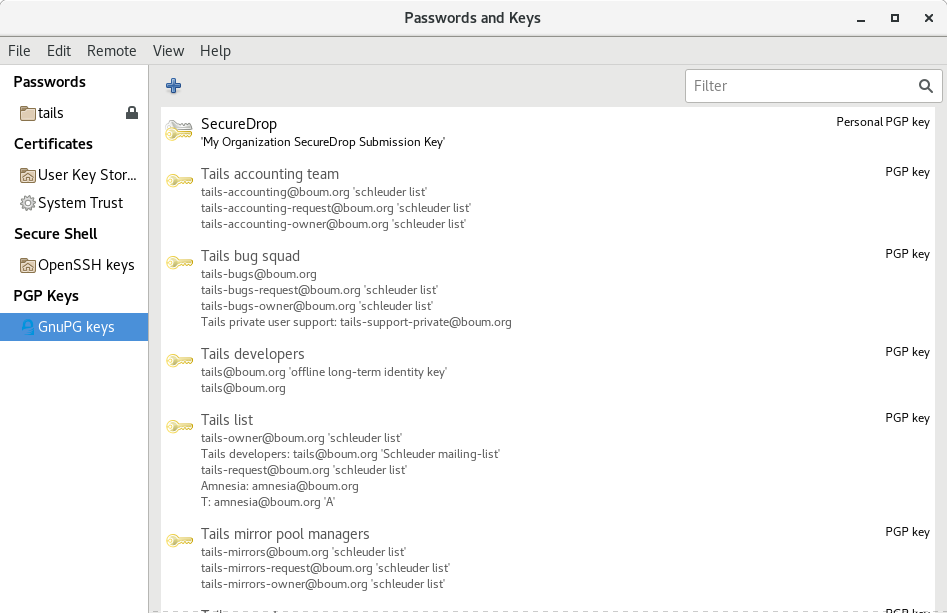 Passwords and Keys
File Edit Remote View Help
Passwords
tails
Certificates
User Key Stor...
System Trust
Secure Shell
OpenSSH keys
PGP Keys
GnuPG keys
Filter
SecureDrop Personal PGP key
'My Organization SecureDrop Submission Key'
Tails accounting team PGP key
tails-accounting@boum.org 'schleuder list'
tails-accounting-request@boum.org 'schleuder list'
tails-accounting-owner@boum.org 'schleuder list'
Tails bug squad PGP key
tails-bugs@boum.org
tails-bugs-request@boum.org 'schleuder list'
tails-bugs-owner@boum.org 'schleuder list'
Tails private user support: tails-support-private@boum.org
Tails developers PGP key
tails@boum.org 'offline long-term identity key'
tails@boum.org
Tails list PGP key
tails-owner@boum.org 'schleuder list'
Tails developers: tails@boum.org 'Schleuder mailing-list'
tails-request@boum.org 'schleuder list'
Amnesia: amnesia@boum.org
T: amnesia@boum.org 'A'
Tails mirror pool managers PGP key
tails-mirrors@boum.org 'schleuder list'
tails-mirrors-request@boum.org 'schleuder list'
tails-mirrors-owner@boum.org 'schleuder list'